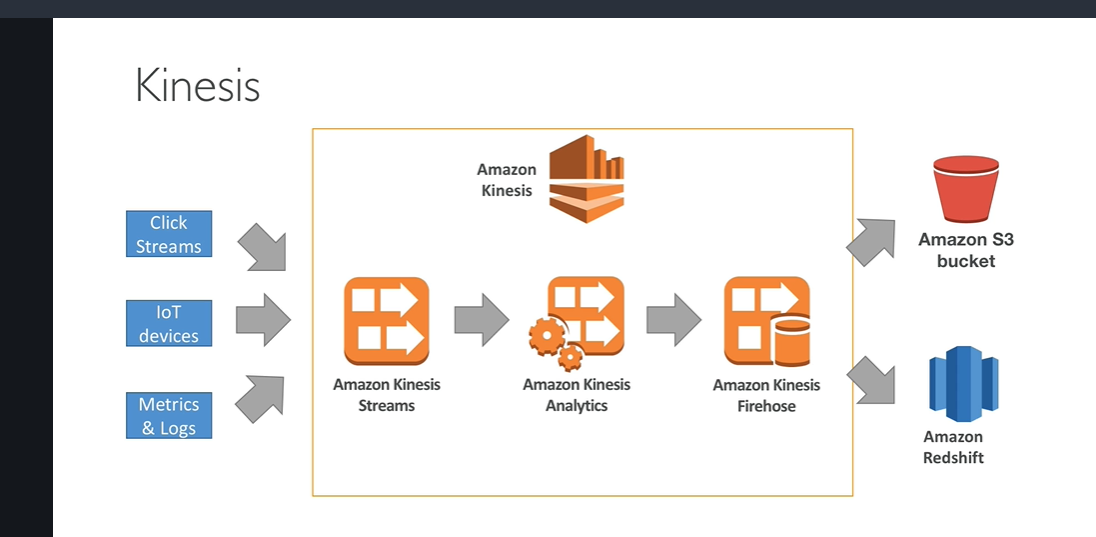 Kinesis
Amazon
Kinesis
Click
Streams
IoT
devices
Metrics
& Logs
Amazon Kinesis
Streams
Amazon Kinesis
Analytics
Amazon Kinesis
Firehose
Amazon S3
bucket
Amazon
Redshift